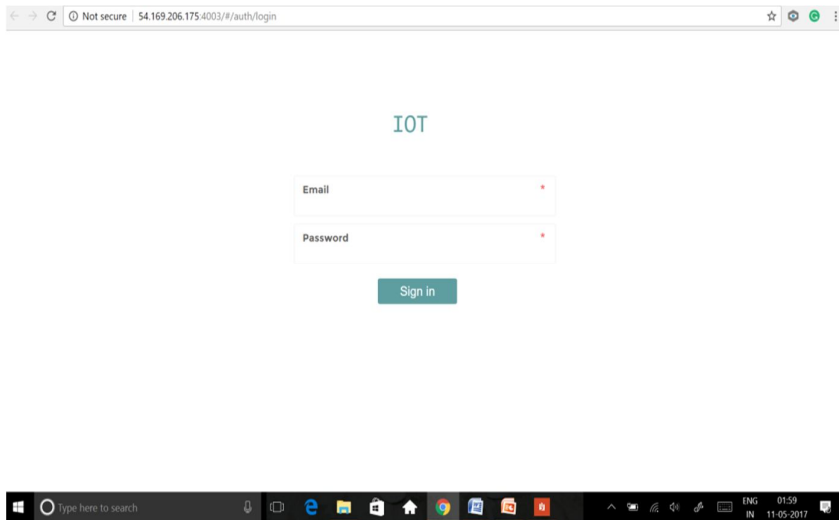 Not secure 54.169.206.175:4003/#/auth/login
IOT
Email *
Password *
Sign in
Type here to search
ENG 01:59
IN 11-05-2017